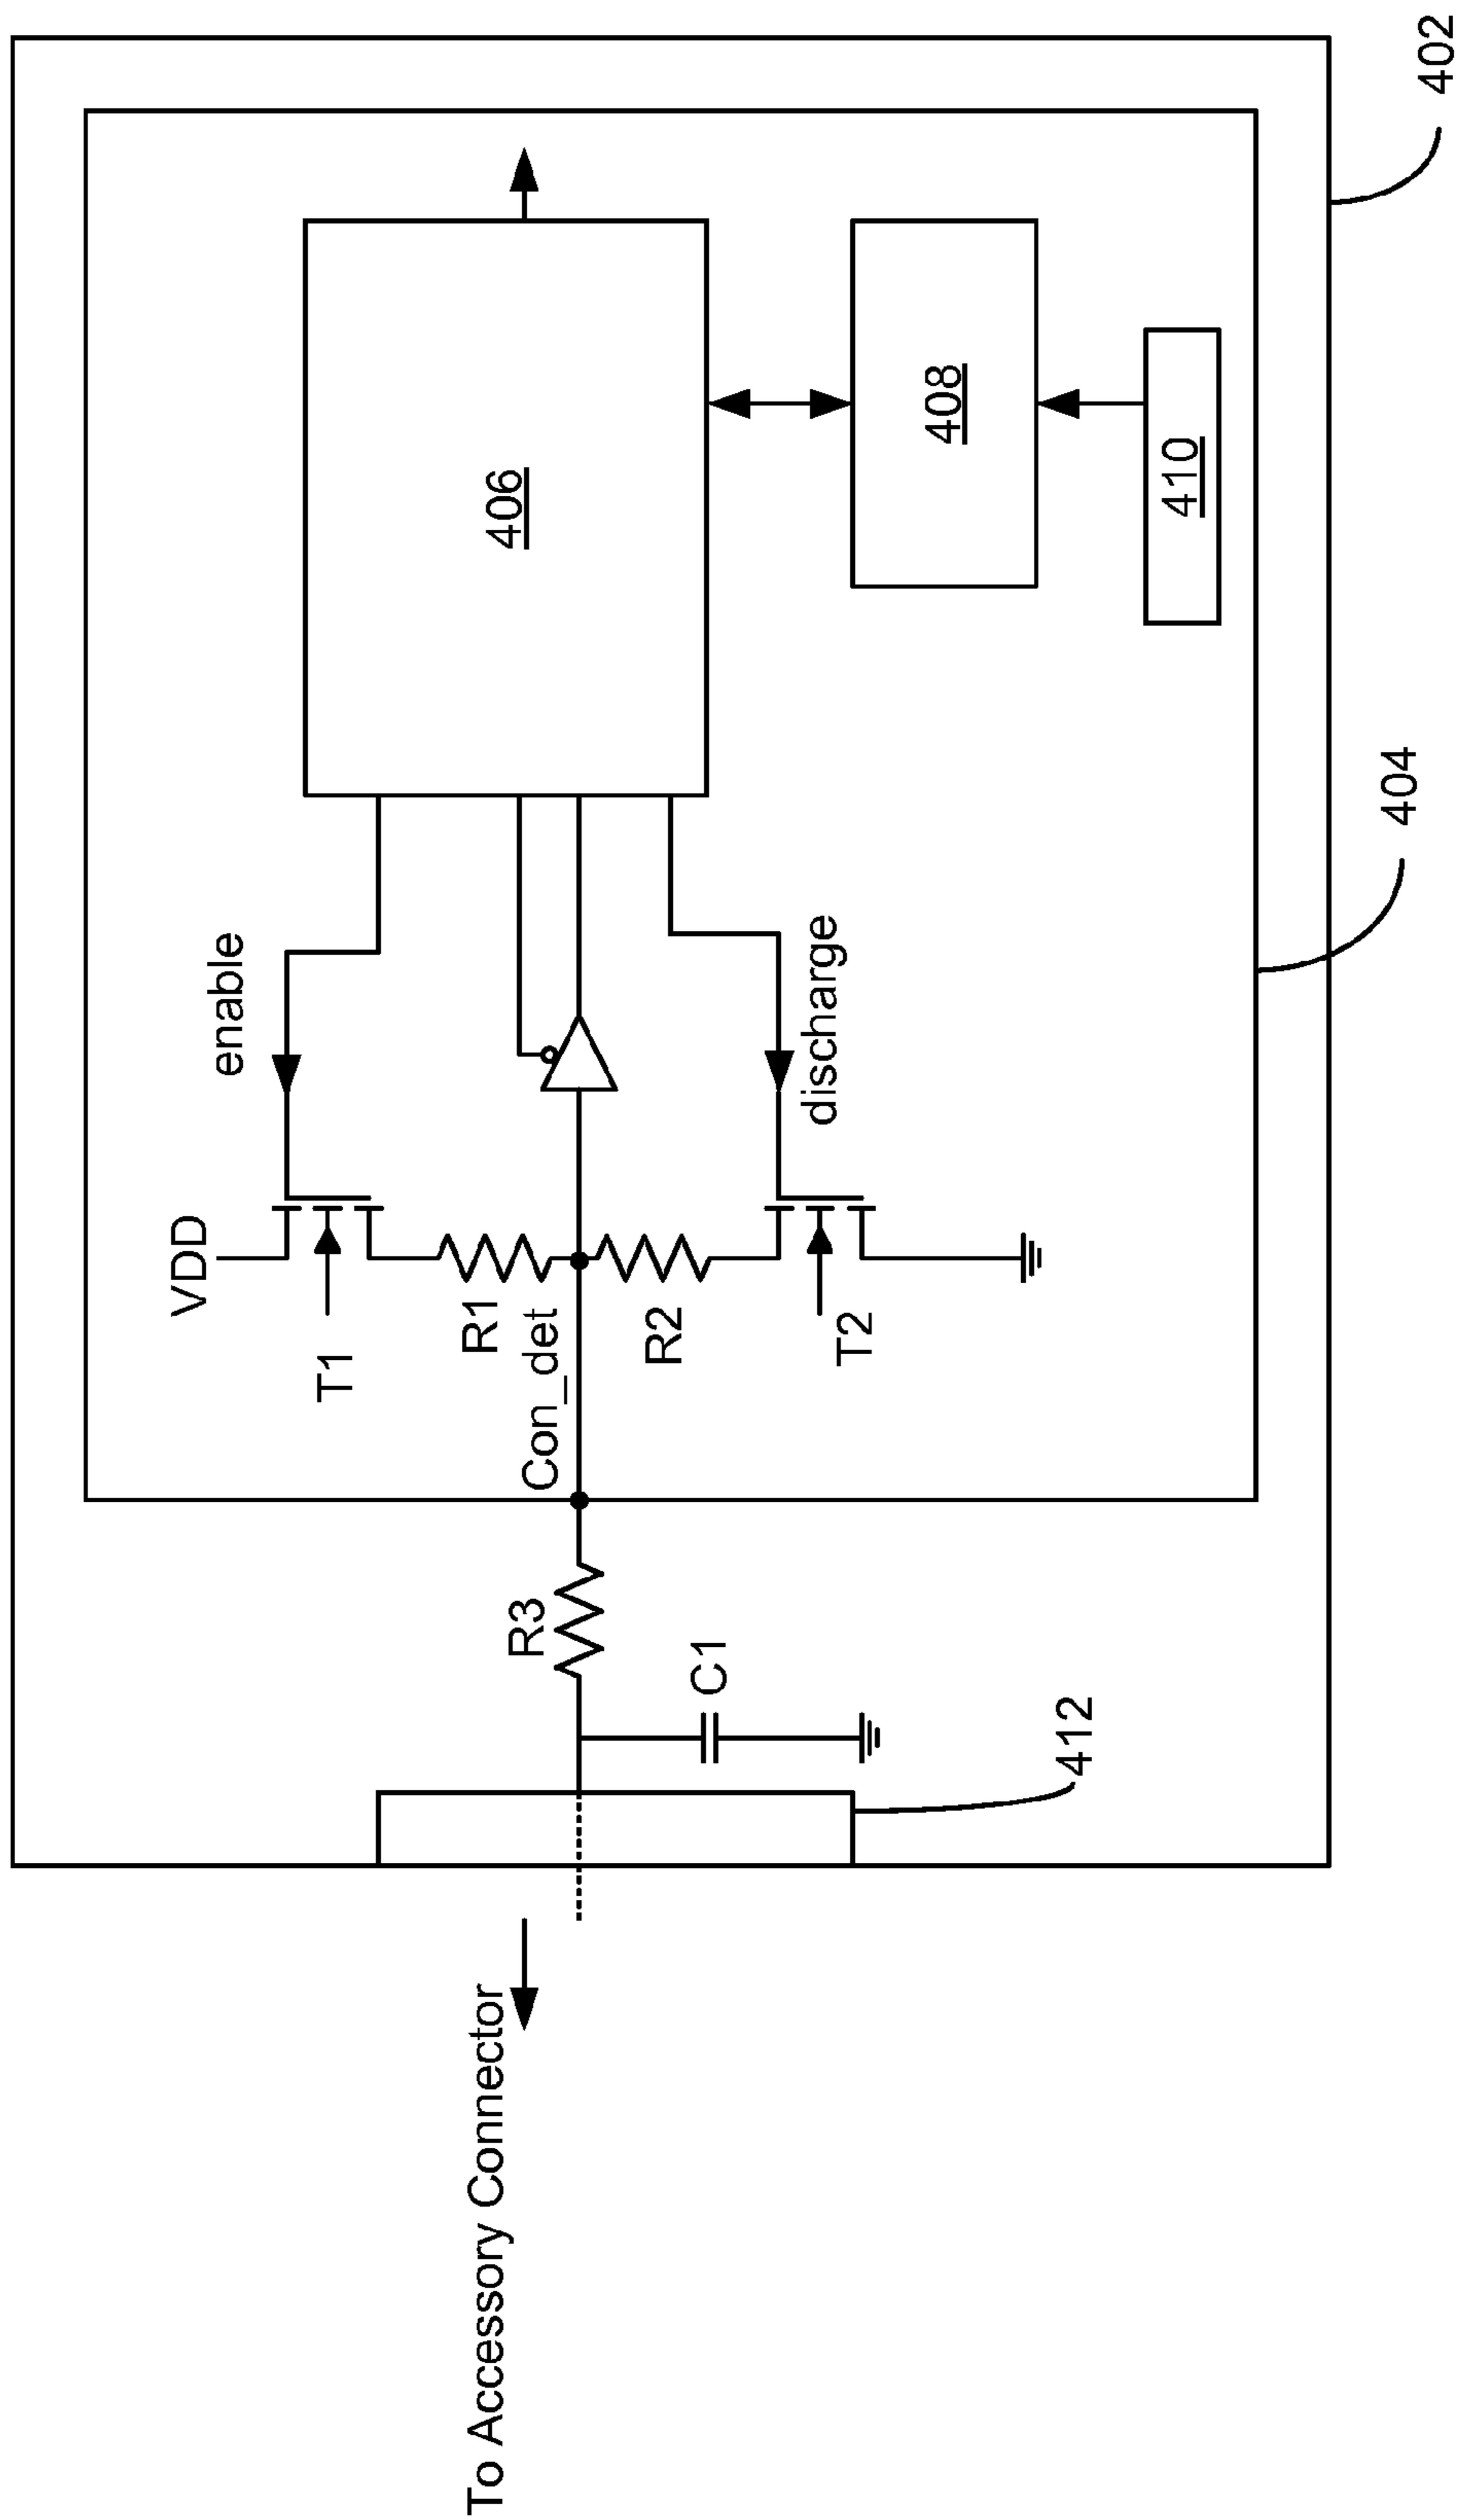 402
404
406
408
410
enable
discharge
VDD
T1
R1
Con_det
R2
T2
R3
C1
412
To Accessory Connector